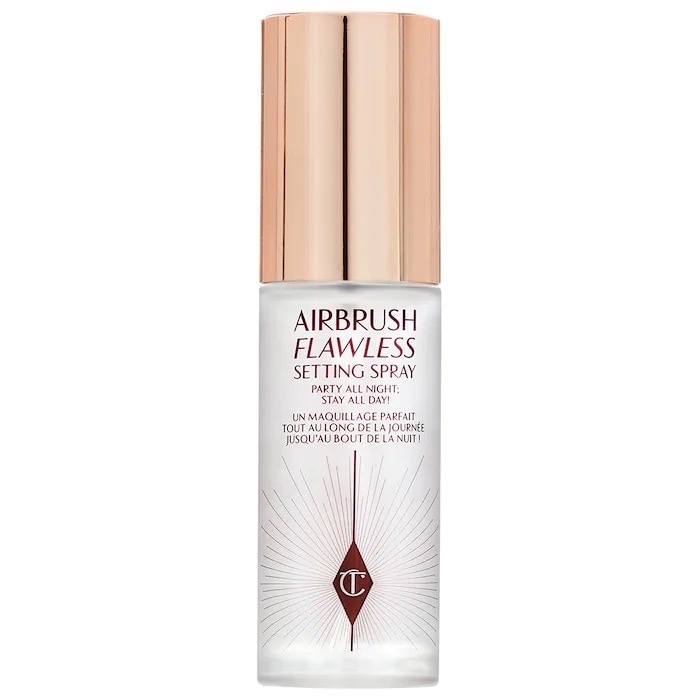 AIRBRUSH
FLAWLESS
SETTING SPRAY
PARTY ALL NIGHT;
STAY ALL DAY!
UN MAQUILLAGE PARFAIT
TOUT AU LONG DE LA JOURNÉE
JUSQU'AU BOUT DE LA NUIT !
CT